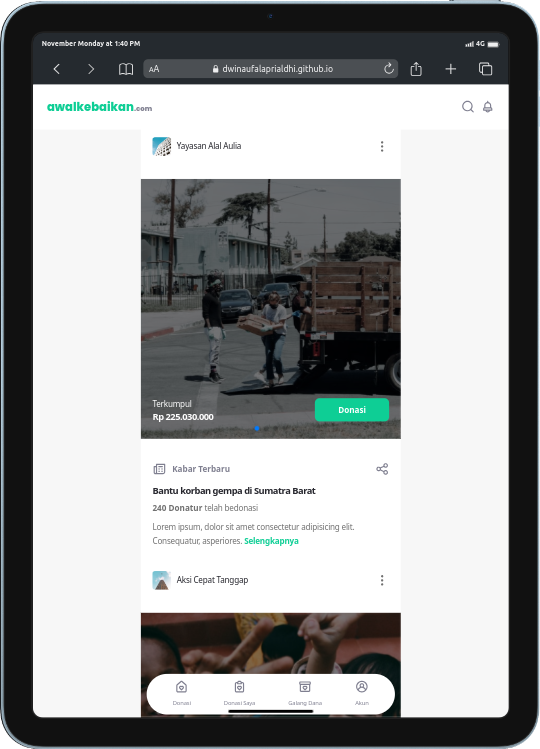 November Monday at 1:40 PM
4G
AA
dwinaufalaprialdhi.github.io
awalkebaikan.com
Yayasan Alal Aulia
Terkumpul
Rp 225.030.000
Donasi
Kabar Terbaru
Bantu korban gempa di Sumatra Barat
240 Donatur telah bedonasi
Lorem ipsum, dolor sit amet consectetur adipisicing elit.
Consequatur, asperiores. Selengkapnya
Aksi Cepat Tanggap
Donasi
Donasi Saya
Galang Dana
Akun